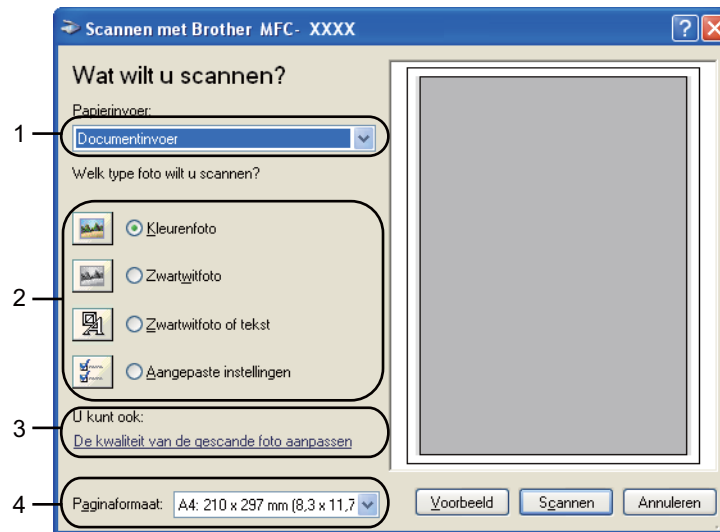 Scannen met Brother MFC- XXXX
Wat wilt u scannen?
Papierinvoer:
1
Documentinvoer
Welk type foto wilt u scannen?
2
Kleurenfoto
Zwartwitfoto
Zwartwitfoto of tekst
Aangepaste instellingen
3
U kunt ook:
De kwaliteit van de gescande foto aanpassen
4
Paginaformaat: A4: 210 x 297 mm (8,3 x 11,7
Voorbeeld Scannen Annuleren